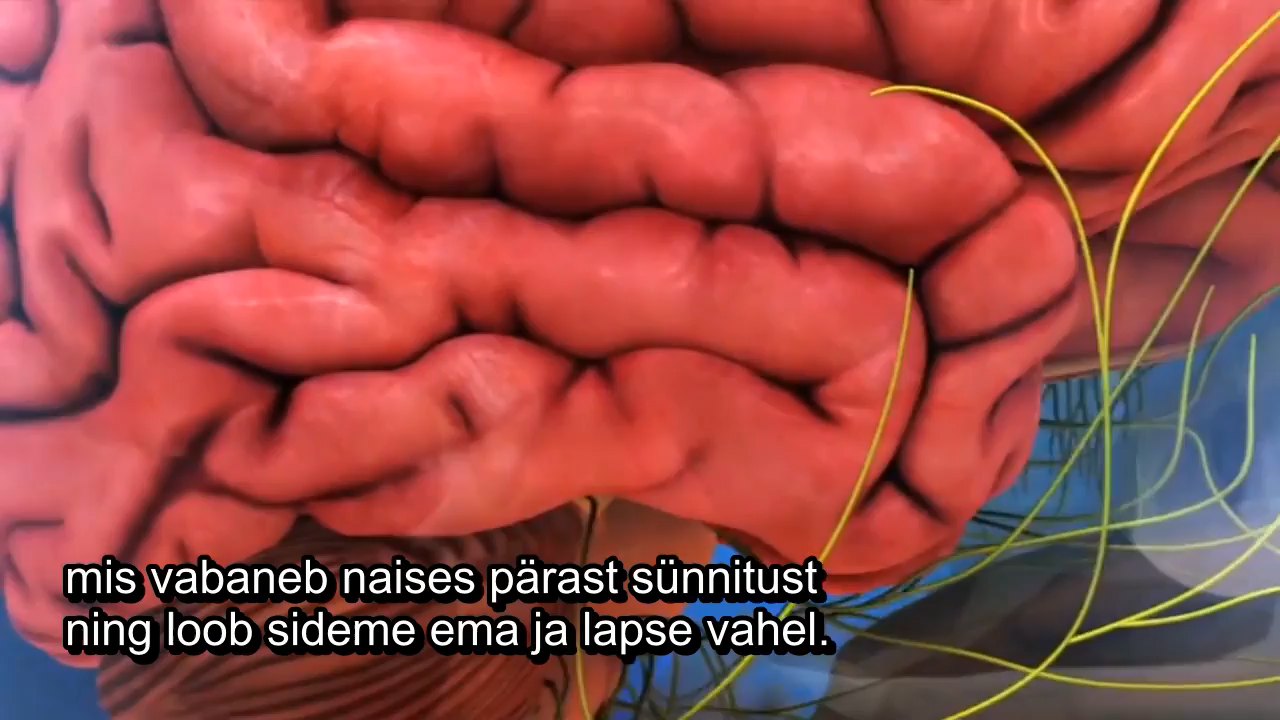 mis vabaneb naises pärast sünnitust
ning loob sideme ema ja lapse vahel.